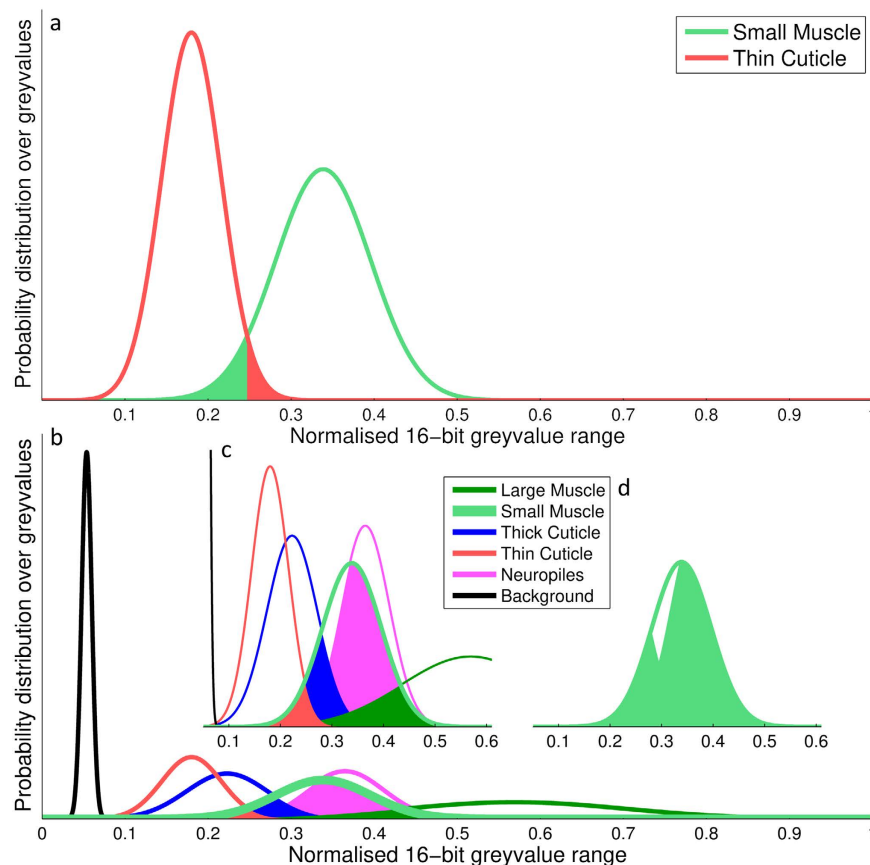 a
Small Muscle
Thin Cuticle
Probability distribution over greyvalues
0.1 0.2 0.3 0.4 0.5 0.6 0.7 0.8 0.9 1
Normalised 16-bit greyvalue range
b
c
d
Large Muscle
Small Muscle
Thick Cuticle
Thin Cuticle
Neuropiles
Background
0.1 0.2 0.3 0.4 0.5 0.6
0.1 0.2 0.3 0.4 0.5 0.6
Probability distribution over greyvalues
0 0.1 0.2 0.3 0.4 0.5 0.6 0.7 0.8 0.9 1
Normalised 16-bit greyvalue range